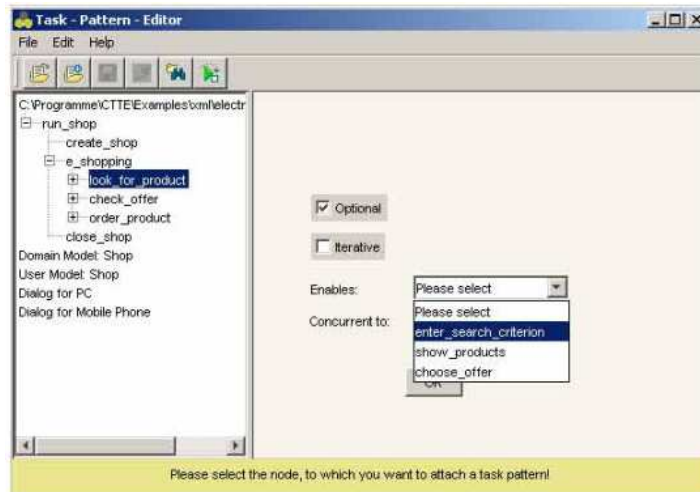 Task - Pattern - Editor
File Edit Help
C:\Programme\CTTE\Examples\xml\electr
run_shop
create_shop
e_shopping
look_for_product
check_offer
order_product
close_shop
Domain Model: Shop
User Model: Shop
Dialog for PC
Dialog for Mobile Phone
Optional
Iterative
Enables:
Please select
Please select
Concurrent to:
enter_search_criterion
show_products
choose_offer
OK
Please select the node, to which you want to attach a task pattern!